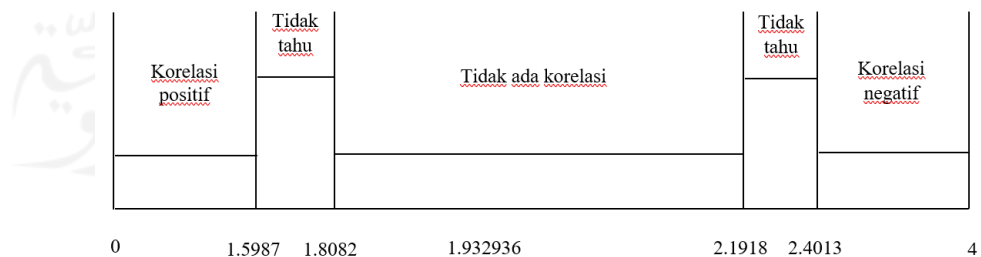 Tidak
tahu
Tidak
tahu
Korelasi
positif
Tidak ada korelasi
Korelasi
negatif
0 1.5987 1.8082 1.932936 2.1918 2.4013 4